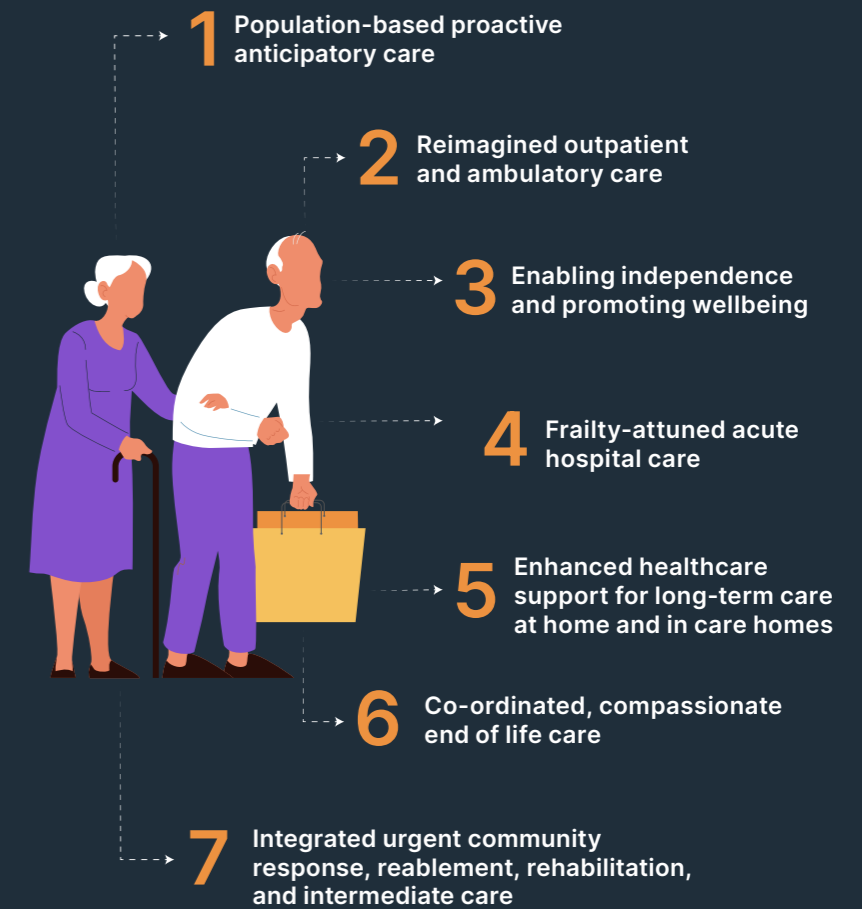 1 Population-based proactive
anticipatory care
2 Reimagined outpatient
and ambulatory care
3 Enabling independence
and promoting wellbeing
4 Frailty-attuned acute
hospital care
5 Enhanced healthcare
support for long-term care
at home and in care homes
6 Co-ordinated, compassionate
end of life care
7 Integrated urgent community
response, reablement, rehabilitation,
and intermediate care